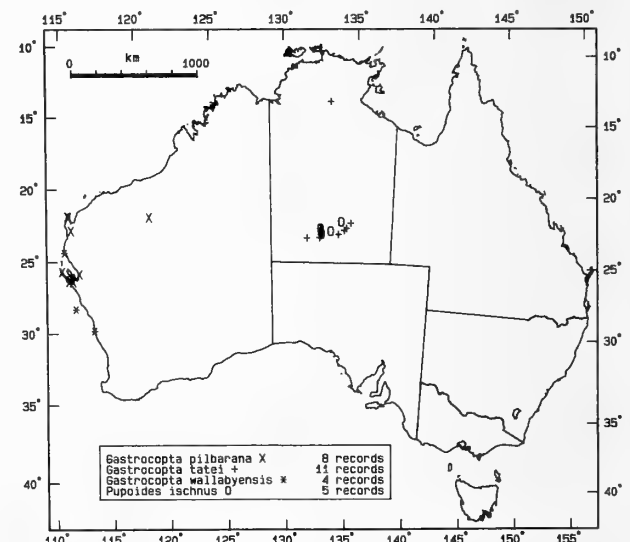 115° 120° 125° 130° 135° 140° 145° 150°
km
0 1000
10° 10°
15° 15°
20° 20°
25° 25°
30° 30°
35° 35°
40° 40°
Gastrocopta pilbarana X 8 records
Gastrocopta tatei + 11 records
Gastrocopta wallabyensis * 4 records
Pupoides ischnus O 5 records
110° 115° 120° 125° 130° 135° 140° 145° 150° 155°